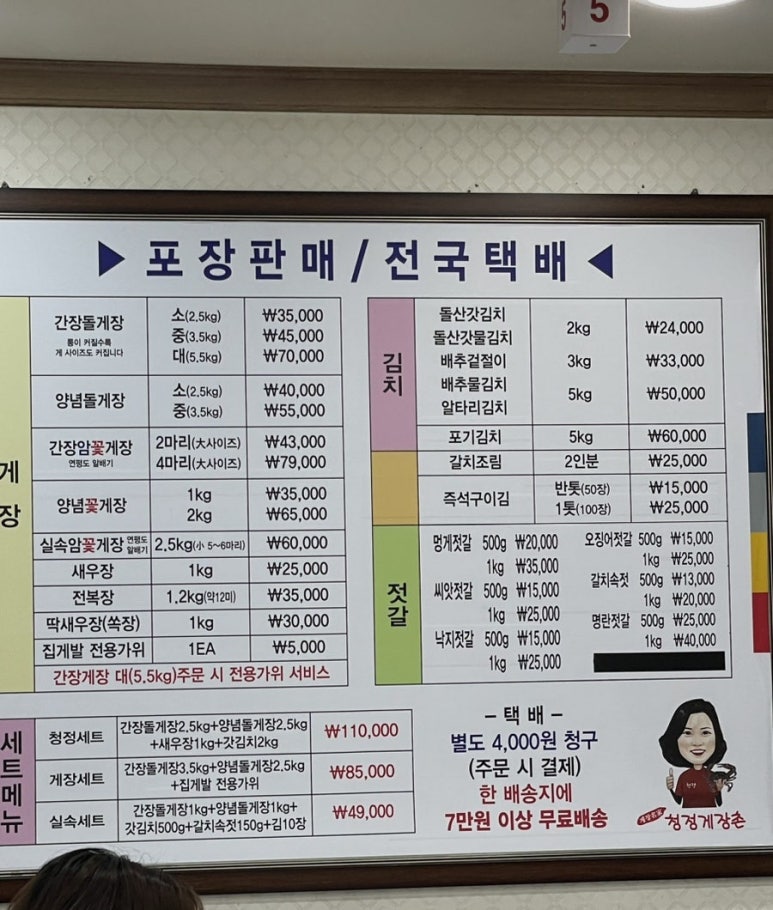 5
5
▶ 포장판매 / 전국택배 ◀
게장
간장돌게장
통이 커질수록
게 사이즈도 커집니다
소(2.5kg) ₩35,000
중(3.5kg) ₩45,000
대(5.5kg) ₩70,000
양념돌게장
소(2.5kg) ₩40,000
중(3.5kg) ₩55,000
간장암꽃게장
연평도 알배기
2마리(大사이즈) ₩43,000
4마리(大사이즈) ₩79,000
양념꽃게장
1kg ₩35,000
2kg ₩65,000
실속암꽃게장 연평도 알배기 2.5kg(小 5~6마리) ₩60,000
새우장 1kg ₩25,000
전복장 1.2kg(약12미) ₩35,000
딱새우장(쏙장) 1kg ₩30,000
집게발 전용가위 1EA ₩5,000
간장게장 대(5.5kg)주문 시 전용가위 서비스
김치
돌산갓김치
돌산갓물김치
배추겉절이
배추물김치
알타리김치
2kg ₩24,000
3kg ₩33,000
5kg ₩50,000
포기김치 5kg ₩60,000
갈치조림 2인분 ₩25,000
즉석구이김
반톳(50장) ₩15,000
1톳(100장) ₩25,000
젓갈
멍게젓갈 500g ₩20,000
1kg ₩35,000
씨앗젓갈 500g ₩15,000
1kg ₩25,000
낙지젓갈 500g ₩15,000
1kg ₩25,000
오징어젓갈 500g ₩15,000
1kg ₩25,000
갈치속젓 500g ₩13,000
1kg ₩20,000
명란젓갈 500g ₩25,000
1kg ₩40,000
세트메뉴
청정세트 간장돌게장2.5kg+양념돌게장2.5kg
+새우장1kg+갓김치2kg ₩110,000
게장세트 간장돌게장3.5kg+양념돌게장2.5kg
+집게발 전용가위 ₩85,000
실속세트 간장돌게장1kg+양념돌게장1kg+
갓김치500g+갈치속젓150g+김10장 ₩49,000
– 택배 –
별도 4,000원 청구
(주문 시 결제)
한 배송지에
7만원 이상 무료배송
청정게장촌